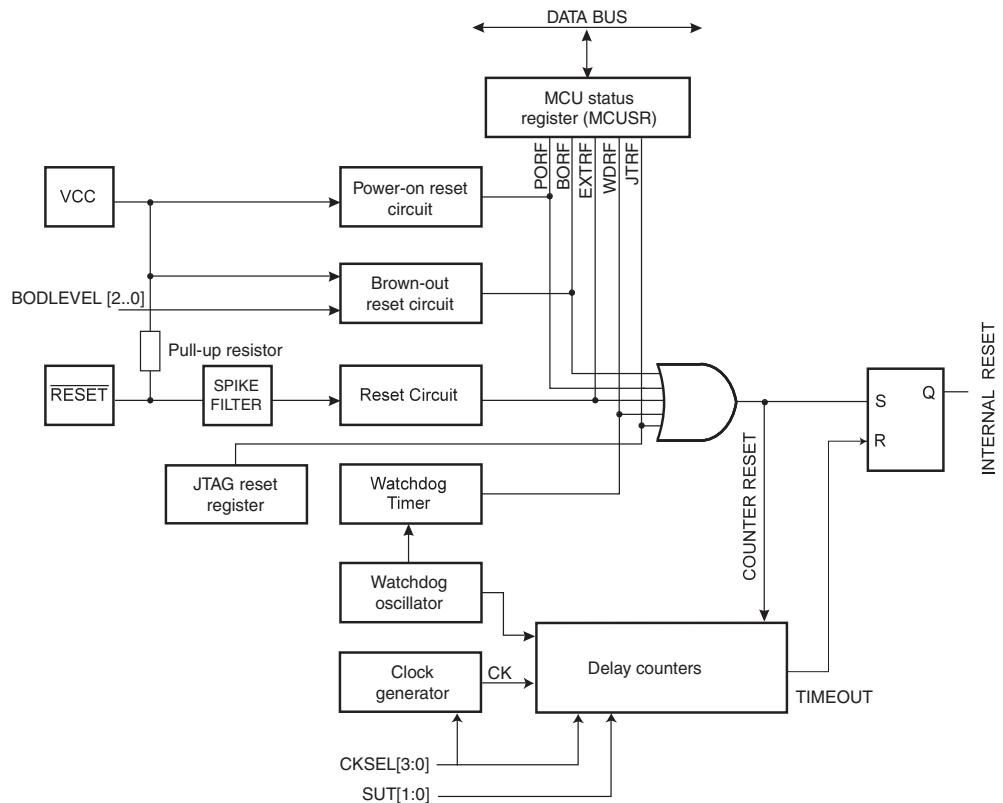 DATA BUS
MCU status
register (MCUSR)
PORF
BORF
EXTRF
WDRF
JTRF
VCC
Power-on reset
circuit
Brown-out
reset circuit
BODLEVEL [2..0]
Pull-up resistor
RESET
SPIKE
FILTER
Reset Circuit
JTAG reset
register
Watchdog
Timer
Watchdog
oscillator
Clock
generator
CK
Delay counters
COUNTER RESET
S
R
Q
INTERNAL RESET
TIMEOUT
CKSEL[3:0]
SUT[1:0]